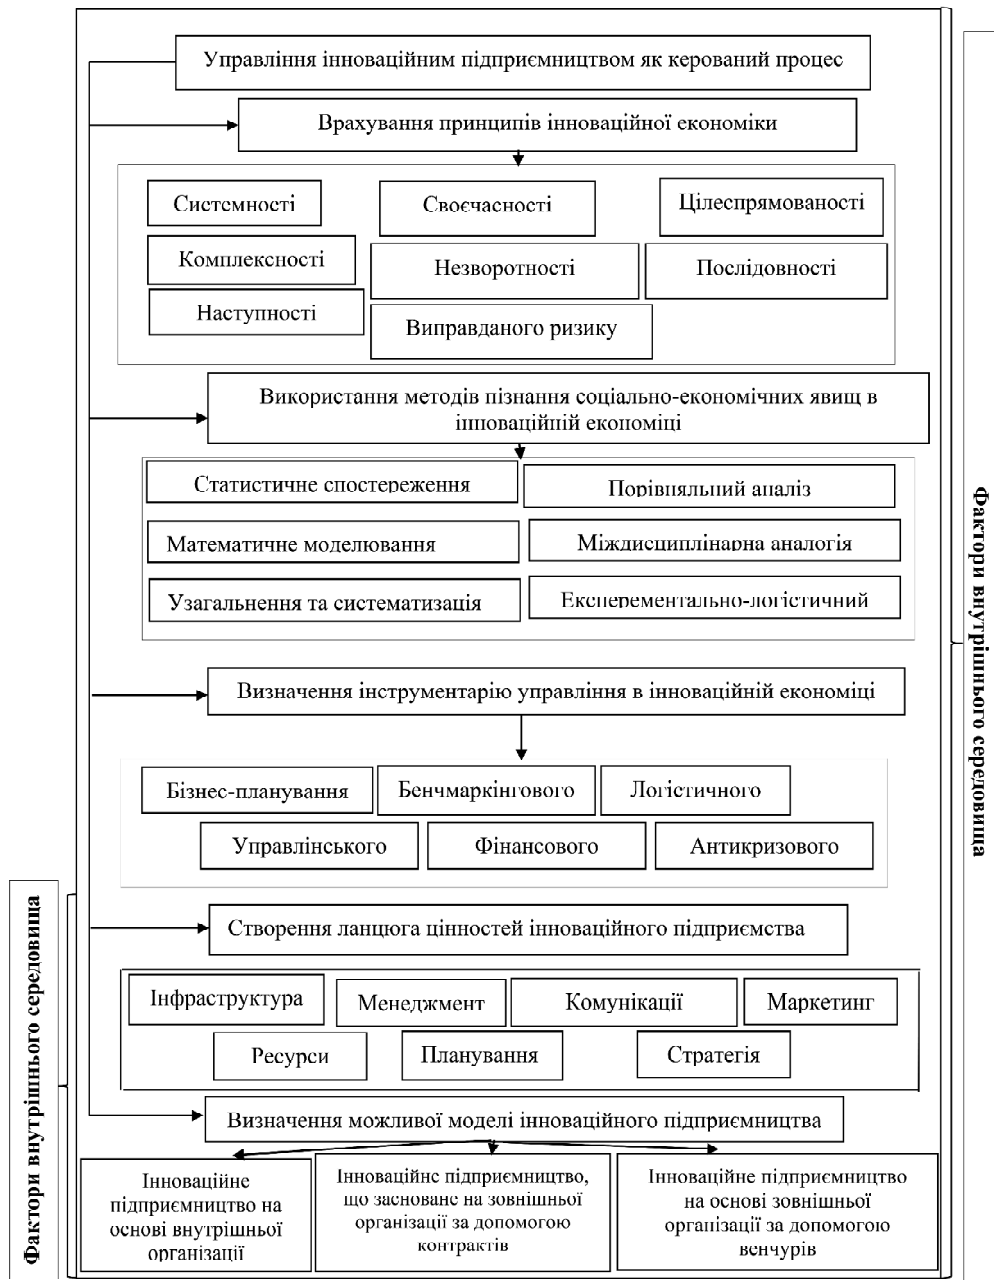 Управління інноваційним підприємництвом як керований процес
Врахування принципів інноваційної економіки
Системності
Своєчасності
Цілеспрямованості
Комплексності
Незворотності
Послідовності
Наступності
Виправданого ризику
Використання методів пізнання соціально-економічних явищ в
інноваційній економіці
Статистичне спостереження
Порівняльний аналіз
Математичне моделювання
Міждисциплінарна аналогія
Узагальнення та систематизація
Експерементально-логістичний
Визначення інструментарію управління в інноваційній економіці
Бізнес-планування
Бенчмаркінгового
Логістичного
Управлінського
Фінансового
Антикризового
Створення ланцюга цінностей інноваційного підприємства
Інфраструктура
Менеджмент
Комунікації
Маркетинг
Ресурси
Планування
Стратегія
Визначення можливої моделі інноваційного підприємництва
Інноваційне
підприємництво на
основі внутрішньої
організації
Інноваційне підприємництво,
що засноване на зовнішньої
організації за допомогою
контрактів
Інноваційне підприємництво
на основі зовнішньої
організації за допомогою
венчурів
Фактори внутрішнього середовища
Фактори внутрішнього середовища